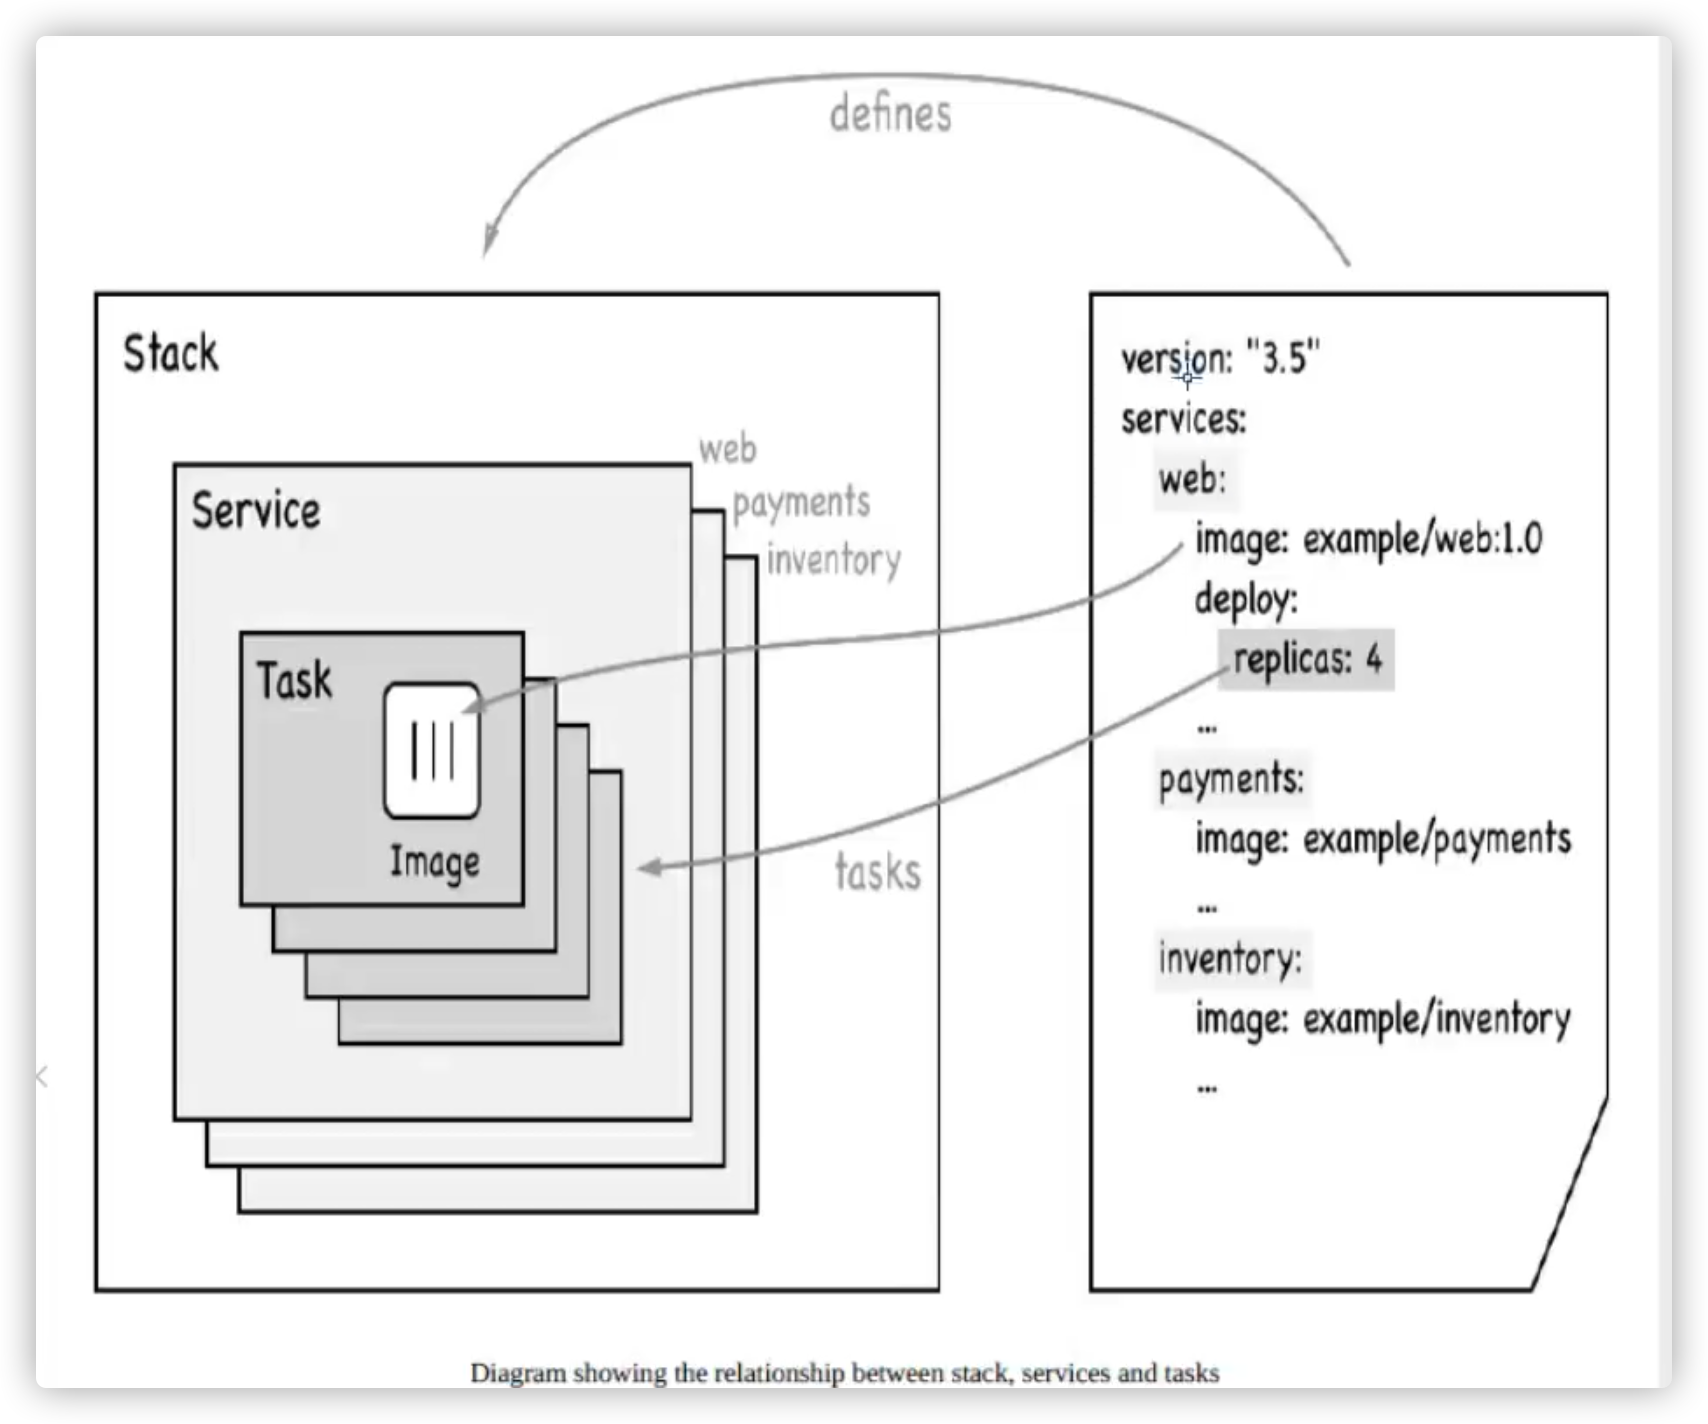 defines
Stack
web
Service
payments
inventory
Task
Image
tasks
version: "3.5"
services:
web:
image: example/web:1.0
deploy:
replicas: 4
...
payments:
image: example/payments
...
inventory:
image: example/inventory
...
Diagram showing the relationship between stack, services and tasks